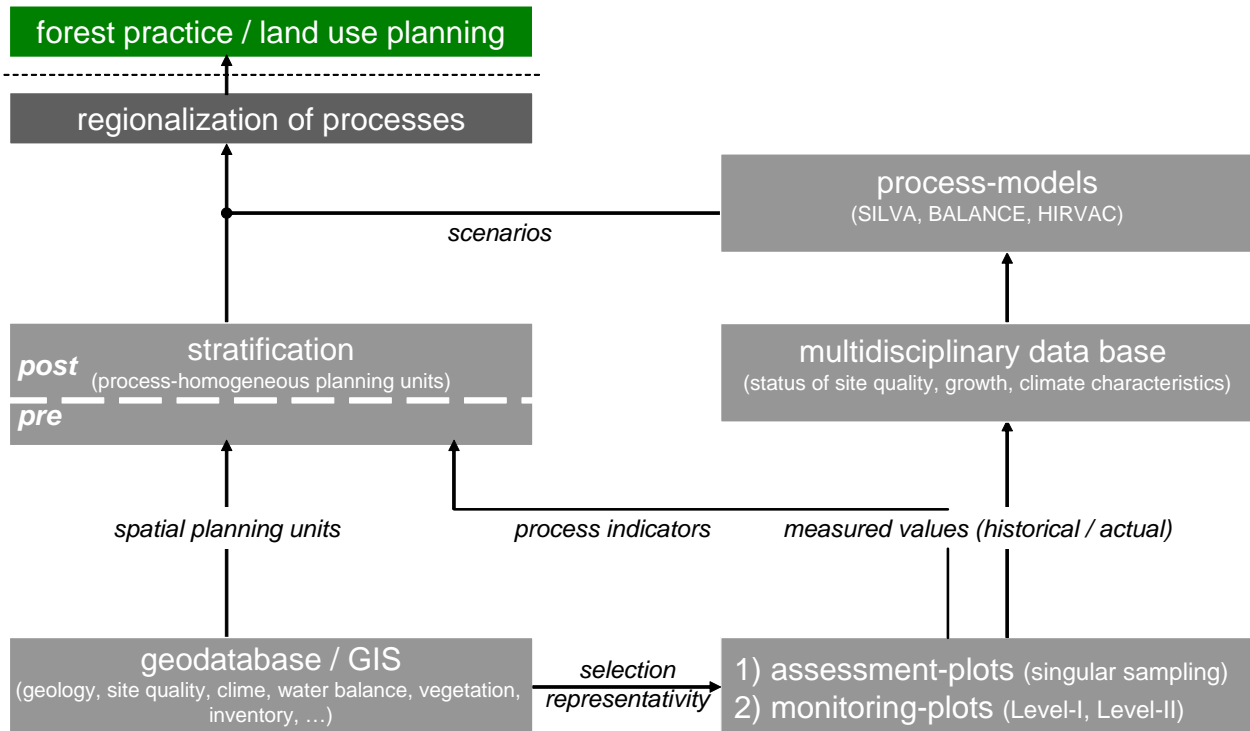 forest practice / land use planning
regionalization of processes
process-models
(SILVA, BALANCE, HIRVAC)
scenarios
stratification
(process-homogeneous planning units)
post
pre
multidisciplinary data base
(status of site quality, growth, climate characteristics)
spatial planning units
process indicators
measured values (historical / actual)
geodatabase / GIS
(geology, site quality, clime, water balance, vegetation,
inventory, …)
selection
representativity
1) assessment-plots (singular sampling)
2) monitoring-plots (Level-I, Level-II)